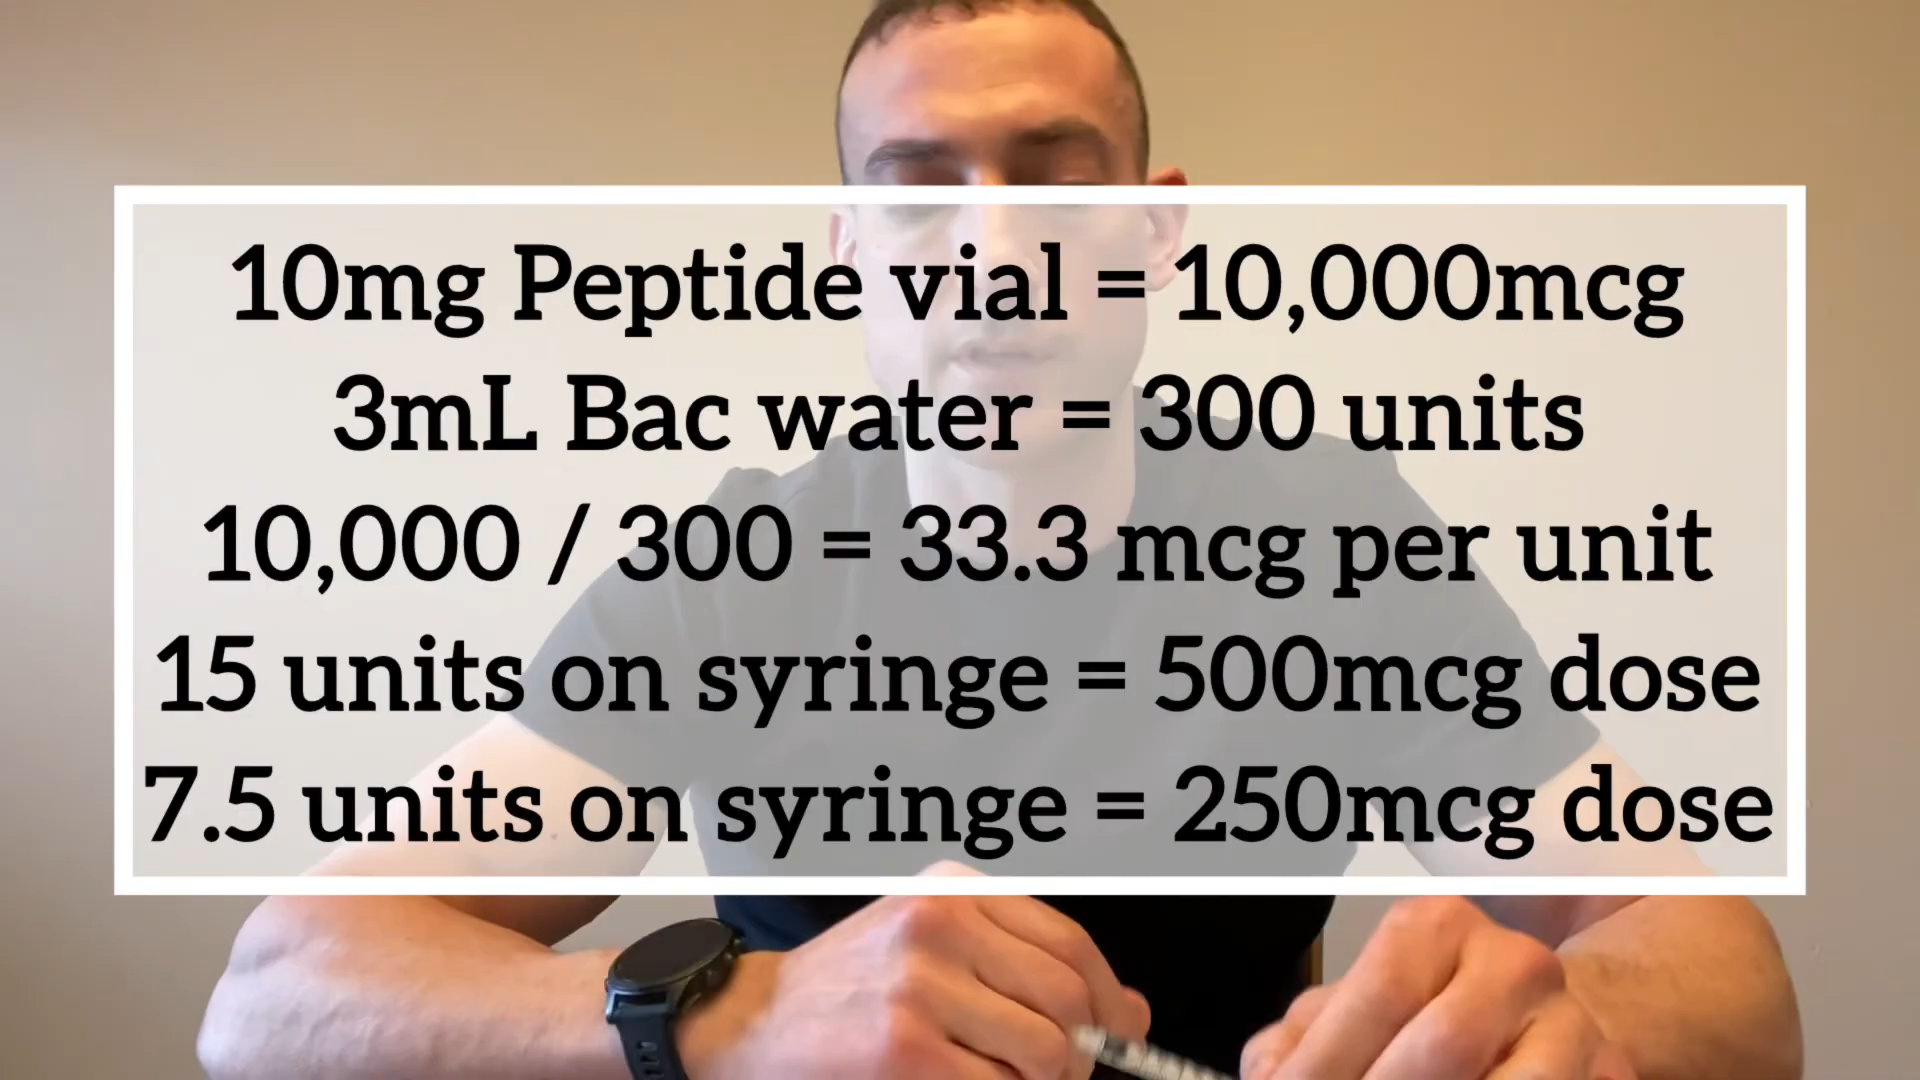 10mg Peptide vial = 10,000mcg
3mL Bac water = 300 units
10,000 / 300 = 33.3 mcg per unit
15 units on syringe = 500mcg dose
7.5 units on syringe = 250mcg dose